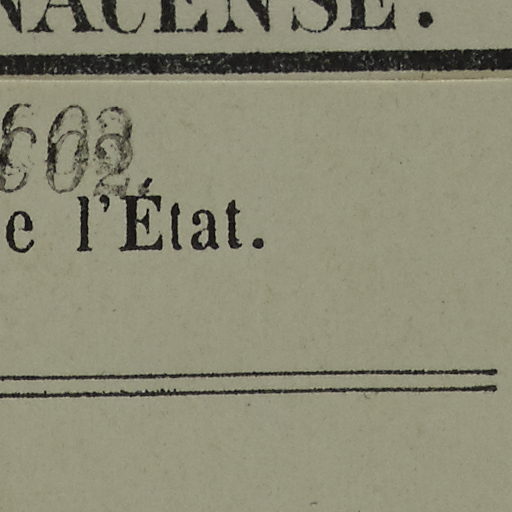 NACENSE.
602
e l'État.